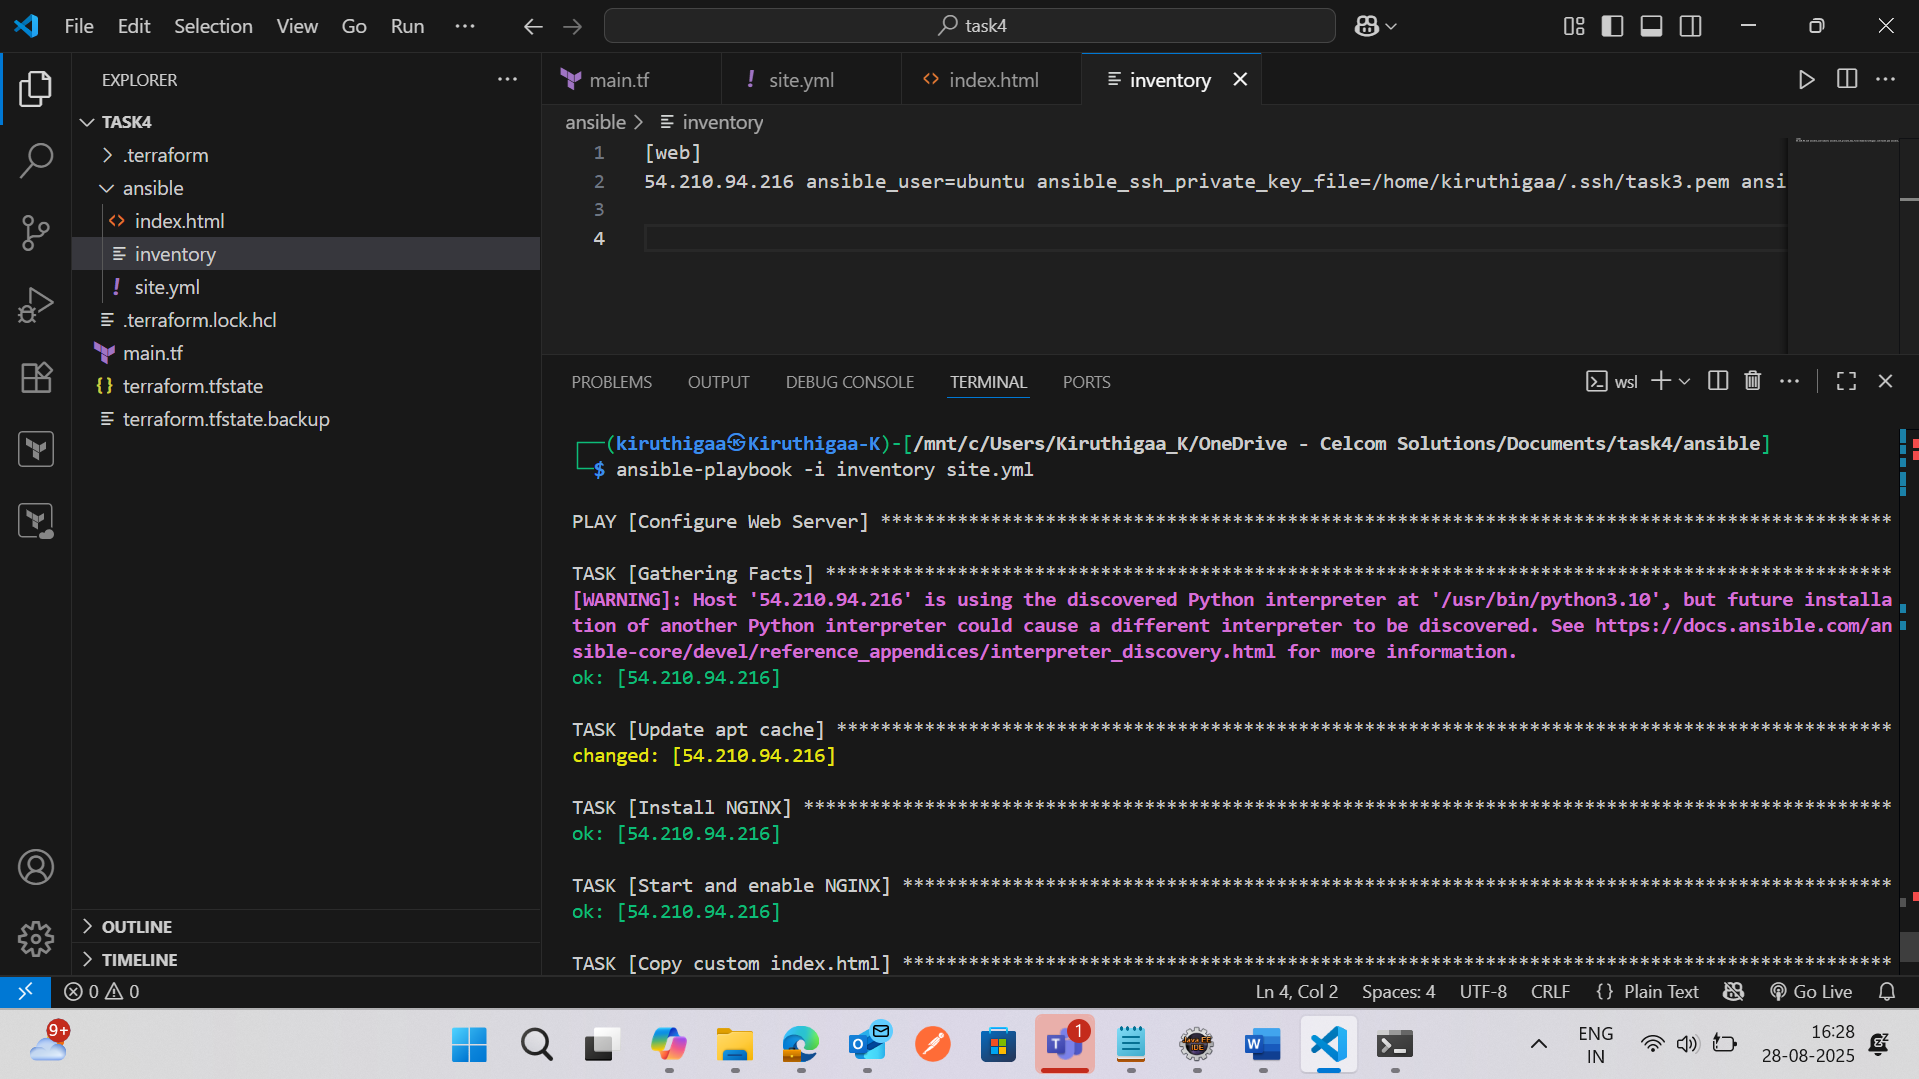 File Edit Selection View Go Run ··· task4
EXPLORER
TASK4
.terraform
ansible
index.html
inventory
site.yml
.terraform.lock.hcl
main.tf
terraform.tfstate
terraform.tfstate.backup
OUTLINE
TIMELINE
main.tf site.yml index.html inventory
ansible > inventory
1 [web]
2 54.210.94.216 ansible_user=ubuntu ansible_ssh_private_key_file=/home/kiruthigaa/.ssh/task3.pem ansi
3
4
PROBLEMS OUTPUT DEBUG CONSOLE TERMINAL PORTS wsl
┌──(kiruthigaa㉿Kiruthigaa-K)-[/mnt/c/Users/Kiruthigaa_K/OneDrive - Celcom Solutions/Documents/task4/ansible]
└─$ ansible-playbook -i inventory site.yml
PLAY [Configure Web Server] ********************************************************************************************
TASK [Gathering Facts] *************************************************************************************************
[WARNING]: Host '54.210.94.216' is using the discovered Python interpreter at '/usr/bin/python3.10', but future installa
tion of another Python interpreter could cause a different interpreter to be discovered. See https://docs.ansible.com/an
sible-core/devel/reference_appendices/interpreter_discovery.html for more information.
ok: [54.210.94.216]
TASK [Update apt cache] ************************************************************************************************
changed: [54.210.94.216]
TASK [Install NGINX] ***************************************************************************************************
ok: [54.210.94.216]
TASK [Start and enable NGINX] ******************************************************************************************
ok: [54.210.94.216]
TASK [Copy custom index.html] ******************************************************************************************
0 0 Ln 4, Col 2 Spaces: 4 UTF-8 CRLF {} Plain Text Go Live
9+
1
ENG
IN
16:28
28-08-2025